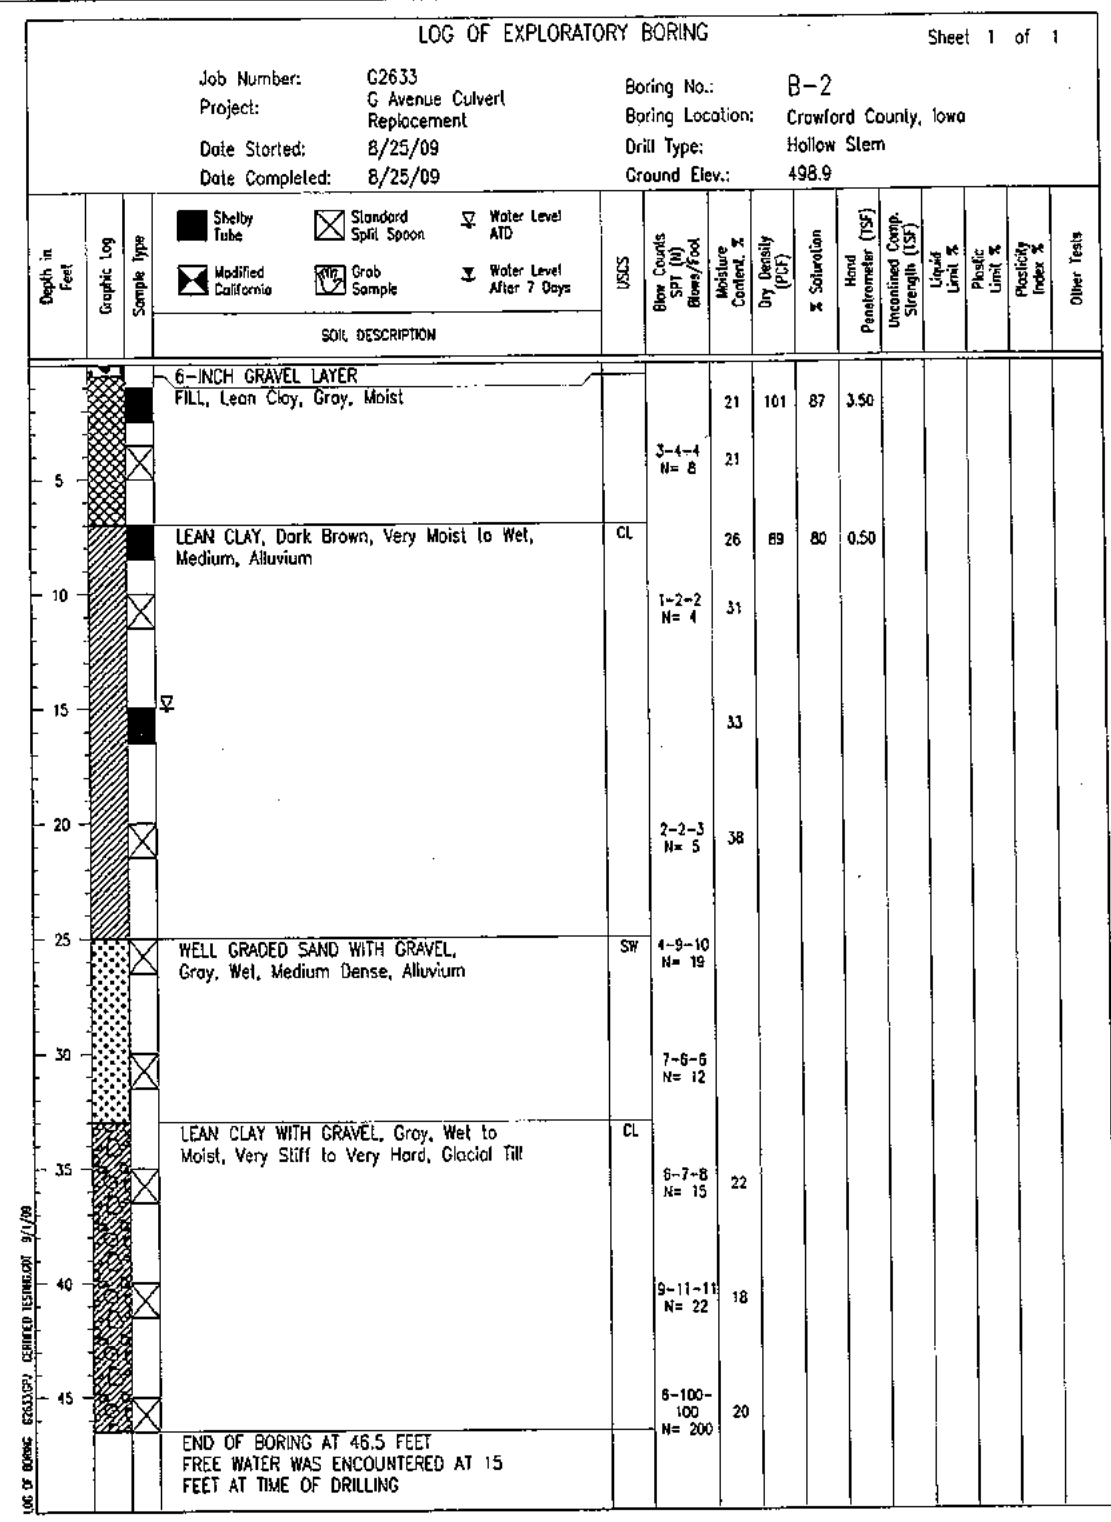 LOG OF EXPLORATORY BORING
Sheet 1 of 1
Job Number: G2633
Project: G Avenue Culvert
Replacement
Date Started: 8/25/09
Date Completed: 8/25/09
Boring No.: B-2
Boring Location: Crawford County, Iowa
Drill Type: Hollow Stem
Ground Elev.: 498.9
Depth in
Feet
Graphic Log
Sample Type
Shelby
Tube
Standard
Split Spoon
Water Level
ATD
Modified
California
Grab
Sample
Water Level
After 7 Days
SOIL DESCRIPTION
USCS
Blow Counts
SPT (N)
Blows/Foot
Moisture
Content, %
Dry Density
(PCF)
% Saturation
Hand
Penetrometer (TSF)
Unconfined Comp.
Strength (TSF)
Liquid
Limit %
Plastic
Limit %
Plasticity
Index %
Other Tests
6-INCH GRAVEL LAYER
FILL, Lean Clay, Gray, Moist
21 101 87 3.50
3-4-4
N= 8
21
5
LEAN CLAY, Dark Brown, Very Moist to Wet,
Medium, Alluvium
CL
26 89 80 0.50
10
1-2-2
N= 4
31
15
33
20
2-2-3
N= 5
38
25
WELL GRADED SAND WITH GRAVEL,
Gray, Wet, Medium Dense, Alluvium
SW
4-9-10
N= 19
30
7-6-6
N= 12
LEAN CLAY WITH GRAVEL, Gray, Wet to
Moist, Very Stiff to Very Hard, Glacial Till
CL
35
6-7-8
N= 15
22
40
9-11-11
N= 22
18
45
6-100-
100
N= 200
20
END OF BORING AT 46.5 FEET
FREE WATER WAS ENCOUNTERED AT 15
FEET AT TIME OF DRILLING
LOG OF BORING G2633.GPJ CERTIFIED TESTING.GDT 9/1/09